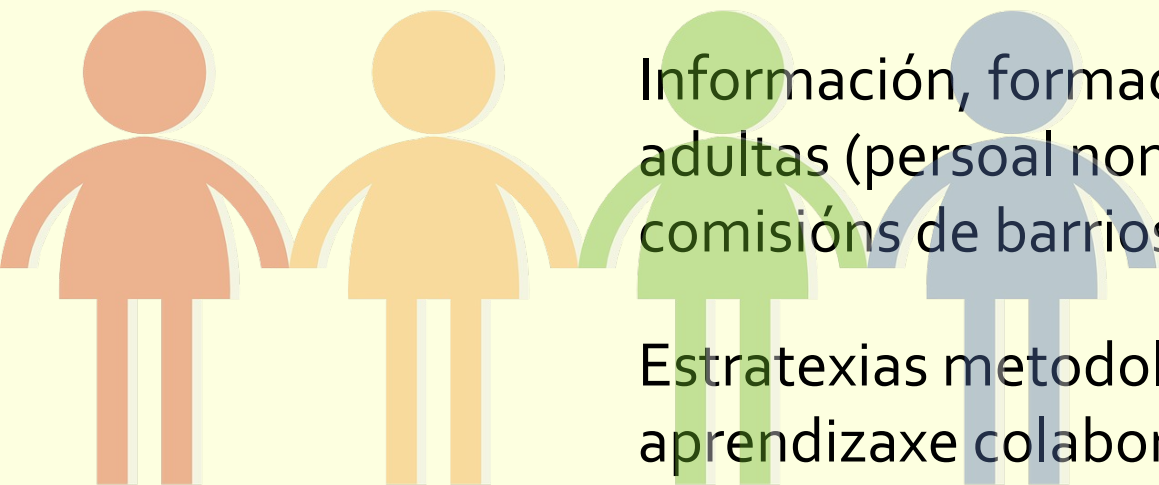 Información, formac
adultas (persoal non
comisións de barrios
Estratexias metodol
aprendizaxe colabor